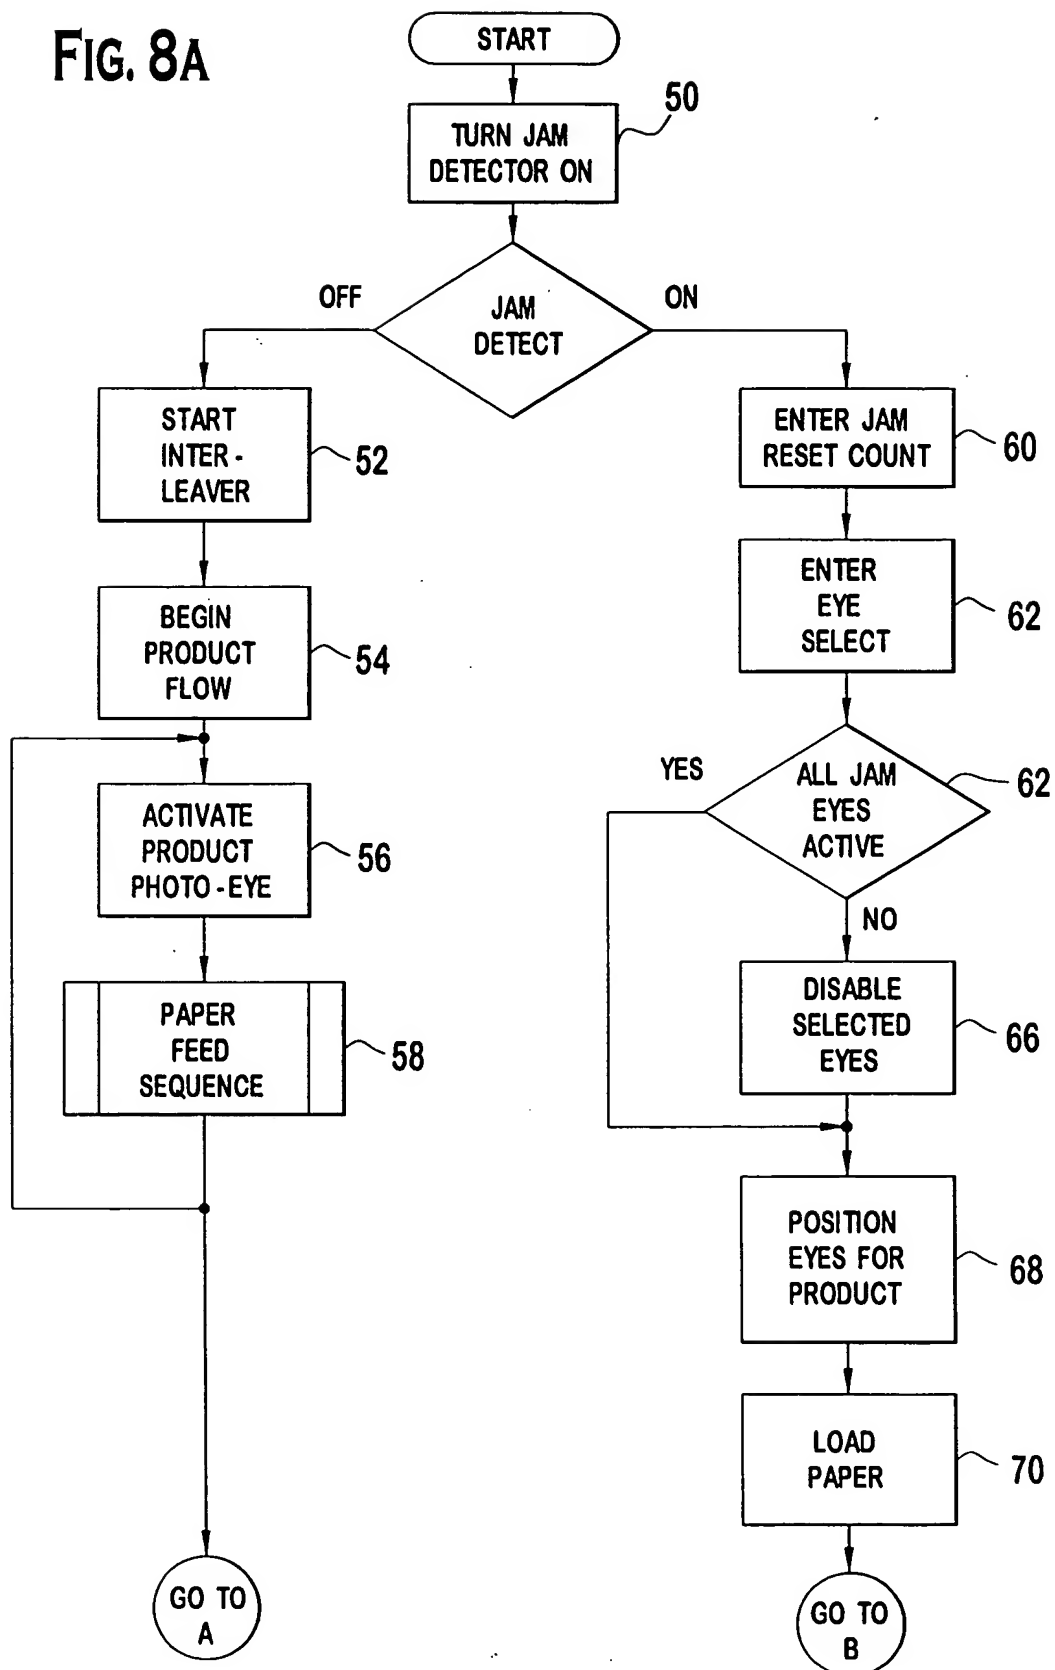 FIG. 8A
START
TURN JAM
DETECTOR ON
50
JAM
DETECT
OFF
ON
START
INTER-
LEAVER
52
BEGIN
PRODUCT
FLOW
54
ACTIVATE
PRODUCT
PHOTO-EYE
56
PAPER
FEED
SEQUENCE
58
GO TO
A
ENTER JAM
RESET COUNT
60
ENTER
EYE
SELECT
62
ALL JAM
EYES
ACTIVE
62
YES
NO
DISABLE
SELECTED
EYES
66
POSITION
EYES FOR
PRODUCT
68
LOAD
PAPER
70
GO TO
B